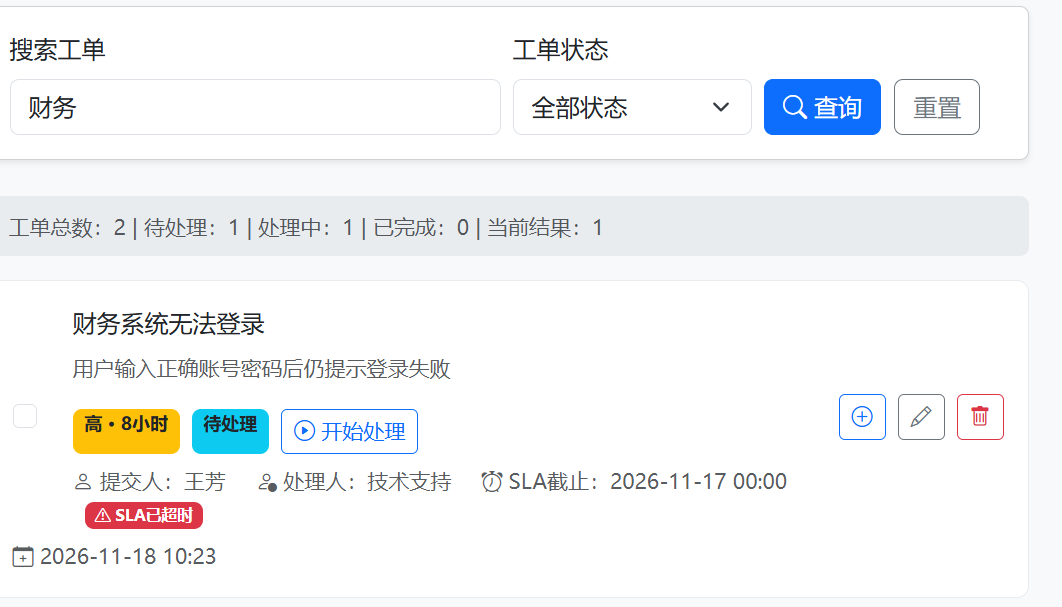 搜索工单 工单状态
财务 全部状态 查询 重置
工单总数：2 | 待处理：1 | 处理中：1 | 已完成：0 | 当前结果：1
财务系统无法登录
用户输入正确账号密码后仍提示登录失败
高·8小时 待处理 开始处理
提交人：王芳 处理人：技术支持 SLA截止：2026-11-17 00:00
SLA已超时
2026-11-18 10:23